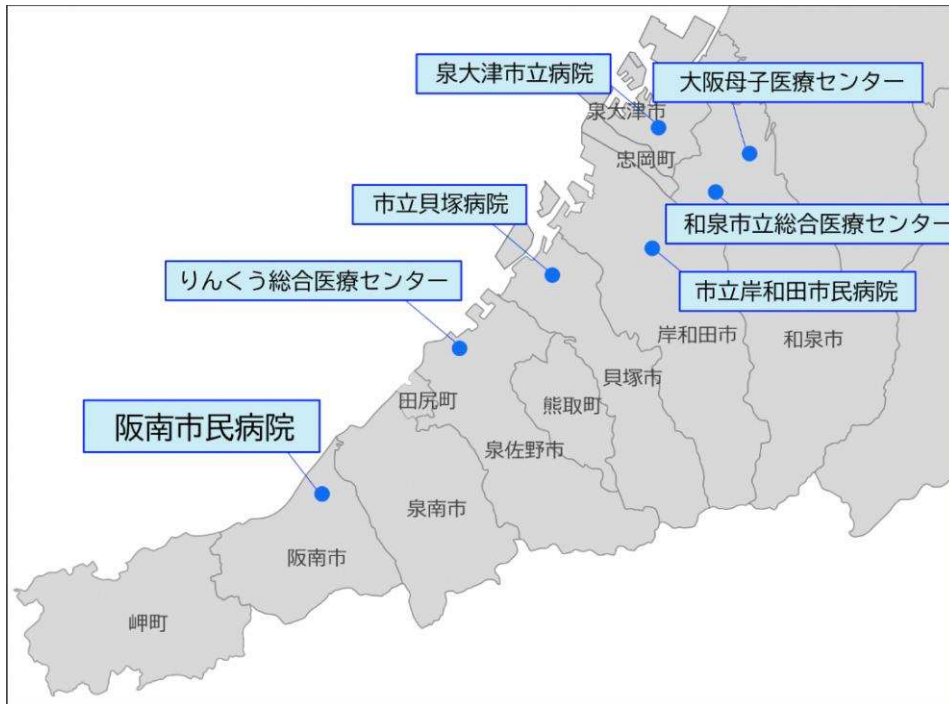 泉大津市立病院
大阪母子医療センター
泉大津市
忠岡町
市立貝塚病院
和泉市立総合医療センター
りんくう総合医療センター
市立岸和田市民病院
岸和田市
和泉市
貝塚市
田尻町
熊取町
阪南市民病院
泉佐野市
泉南市
阪南市
岬町